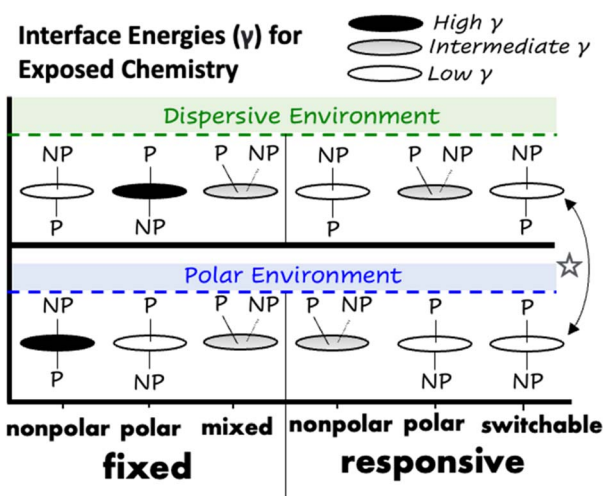 Interface Energies (γ) for
Exposed Chemistry
High γ
Intermediate γ
Low γ
Dispersive Environment
NP P P NP NP P NP NP
P NP P P
Polar Environment
NP P P NP P NP P P
P NP NP NP
nonpolar polar mixed nonpolar polar switchable
fixed responsive